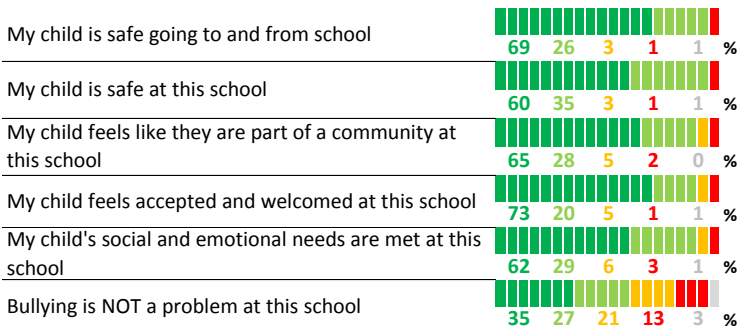 My child is safe going to and from school
69 26 3 1 1 %
My child is safe at this school
60 35 3 1 1 %
My child feels like they are part of a community at
this school
65 28 5 2 0 %
My child feels accepted and welcomed at this school
73 20 5 1 1 %
My child's social and emotional needs are met at this
school
62 29 6 3 1 %
Bullying is NOT a problem at this school
35 27 21 13 3 %